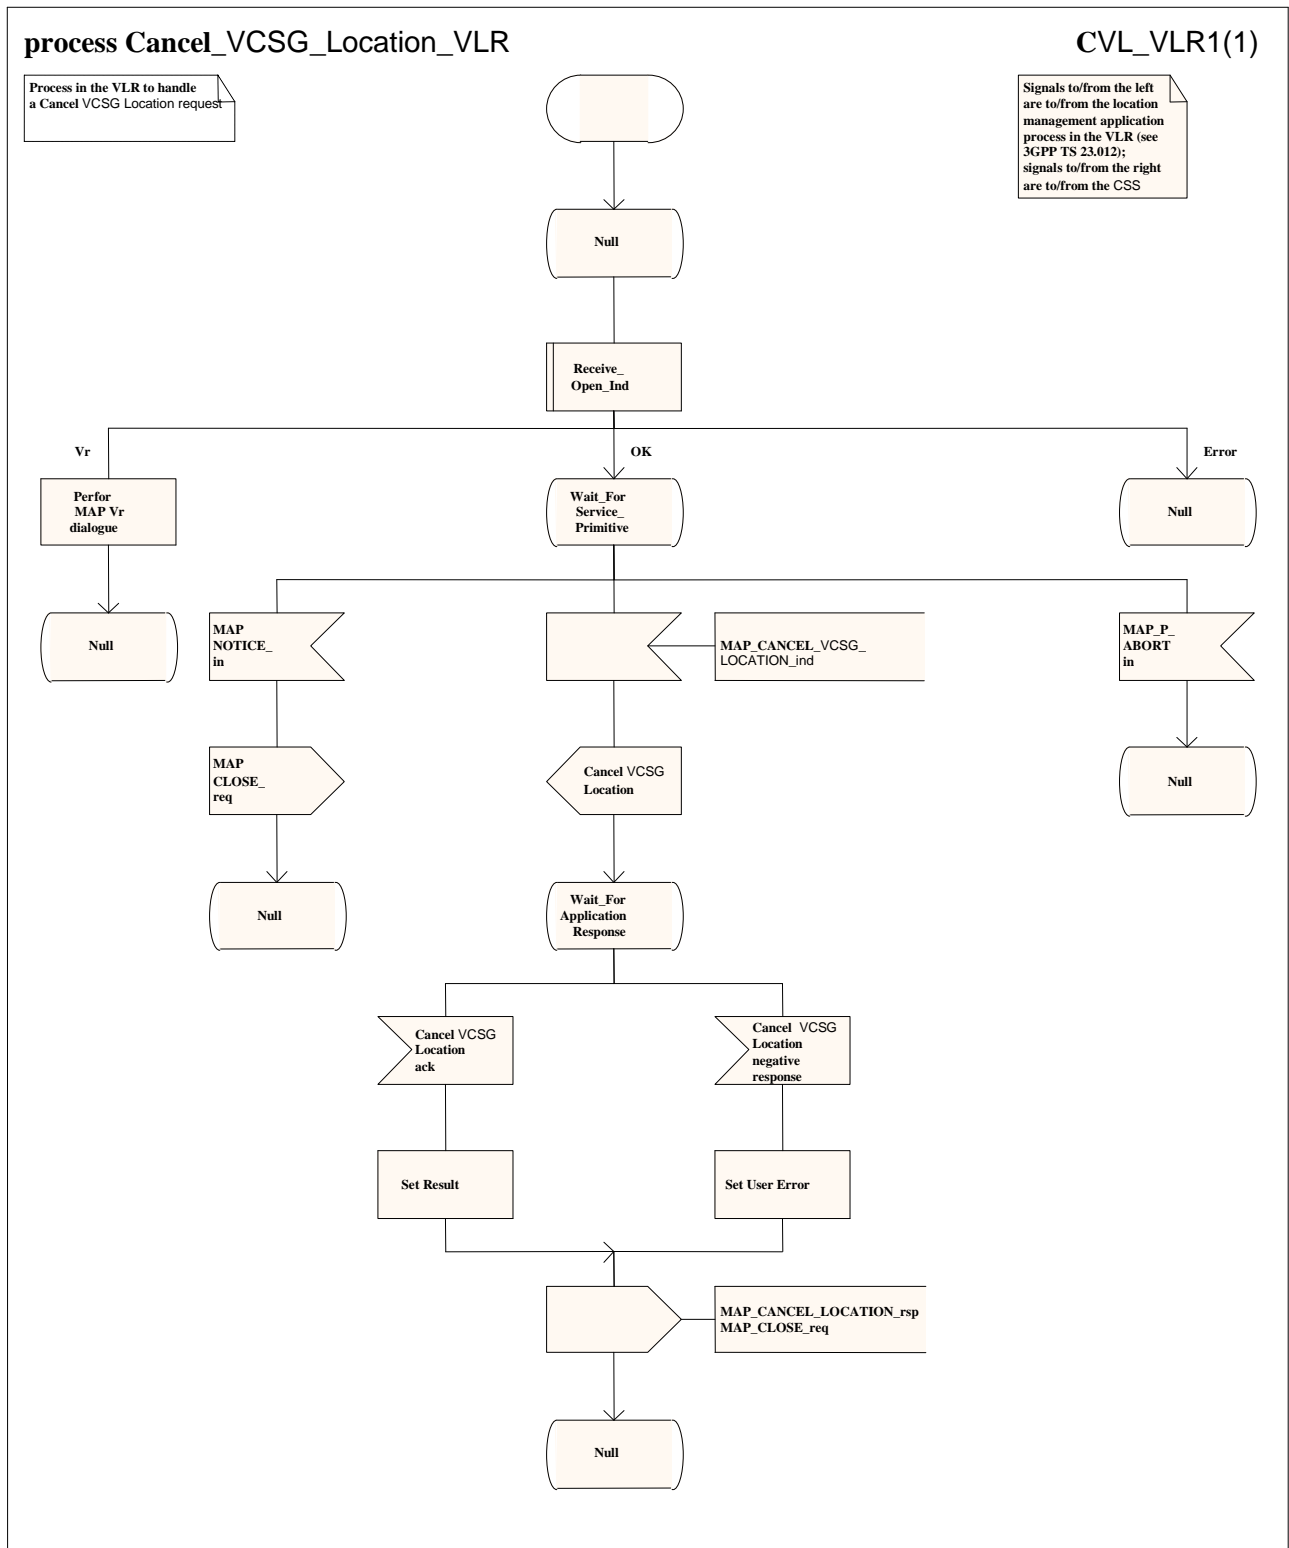 process Cancel_VCSG_Location_VLR
CVL_VLR1(1)
Process in the VLR to handle
a Cancel VCSG Location request
Signals to/from the left
are to/from the location
management application
process in the VLR (see
3GPP TS 23.012);
signals to/from the right
are to/from the CSS
Null
Receive_
Open_Ind
Vr
OK
Error
Perfor
MAP Vr
dialogue
Wait_For
Service_
Primitive
Null
Null
MAP
NOTICE_
in
MAP_CANCEL_VCSG_
LOCATION_ind
MAP_P_
ABORT
in
MAP
CLOSE_
req
Cancel VCSG
Location
Null
Null
Wait_For
Application
Response
Cancel VCSG
Location
ack
Cancel VCSG
Location
negative
response
Set Result
Set User Error
MAP_CANCEL_LOCATION_rsp
MAP_CLOSE_req
Null